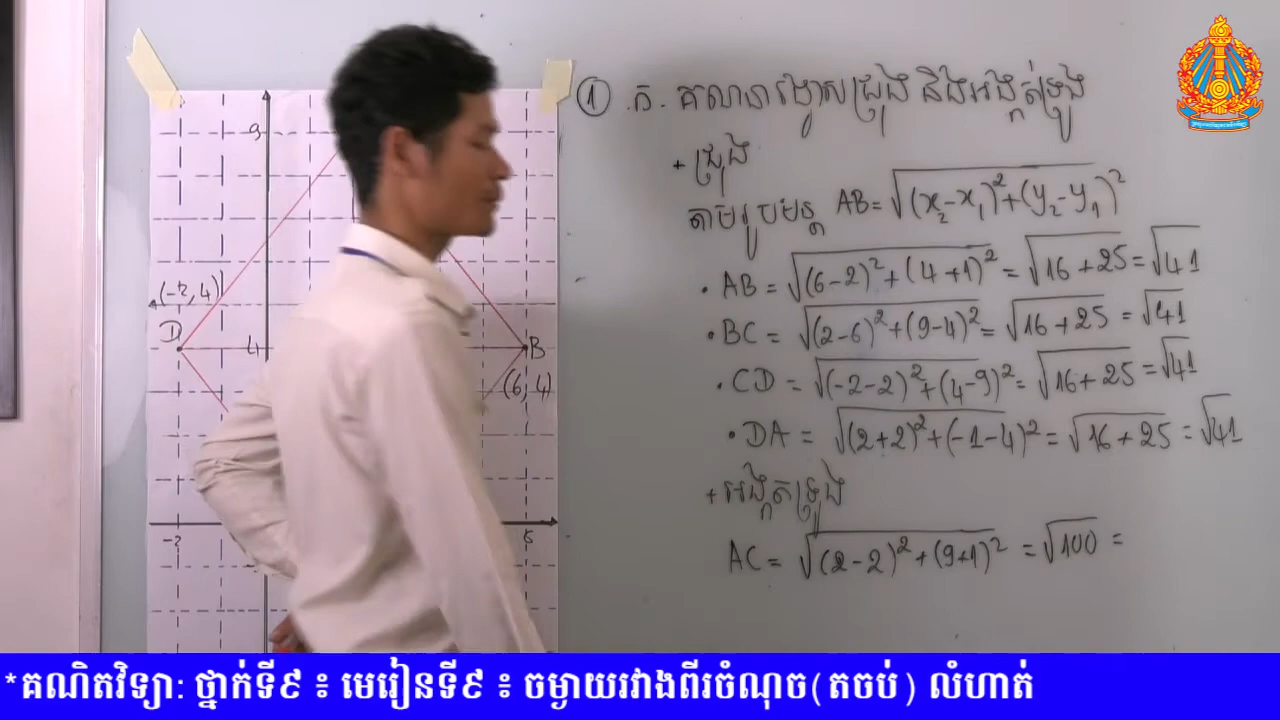 ① .ក. គណនារង្វាស់ជ្រុង និងអង្កត់ទ្រូង
+ ជ្រុង
តាមរូបមន្ត AB = √(x₂-x₁)²+(y₂-y₁)²
• AB = √(6-2)²+(4+1)² = √16+25 = √41
• BC = √(2-6)²+(9-4)² = √16+25 = √41
• CD = √(-2-2)²+(4-9)² = √16+25 = √41
• DA = √(2+2)²+(-1-4)² = √16+25 = √41
+ អង្កតទ្រូង
AC = √(2-2)²+(9+1)² = √100 =
9
(-2, 4)
D
4
B
(6, 4)
-2
6
*គណិតវិទ្យា: ថ្នាក់ទី៩ ៖ មេរៀនទី៩ ៖ ចម្ងាយរវាងពីរចំណុច(តចប់) លំហាត់